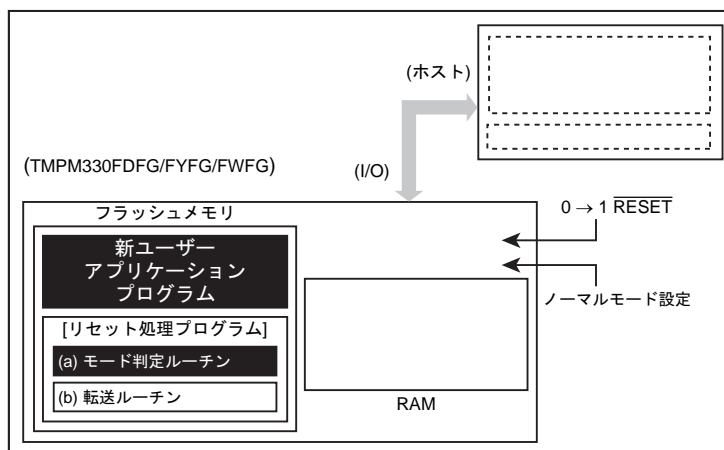 (ホスト)
(TMPM330FDFG/FYFG/FWFG)
(I/O)
フラッシュメモリ
0 → 1 RESET
新ユーザー
アプリケーション
プログラム
ノーマルモード設定
[リセット処理プログラム]
(a) モード判定ルーチン
(b) 転送ルーチン
RAM